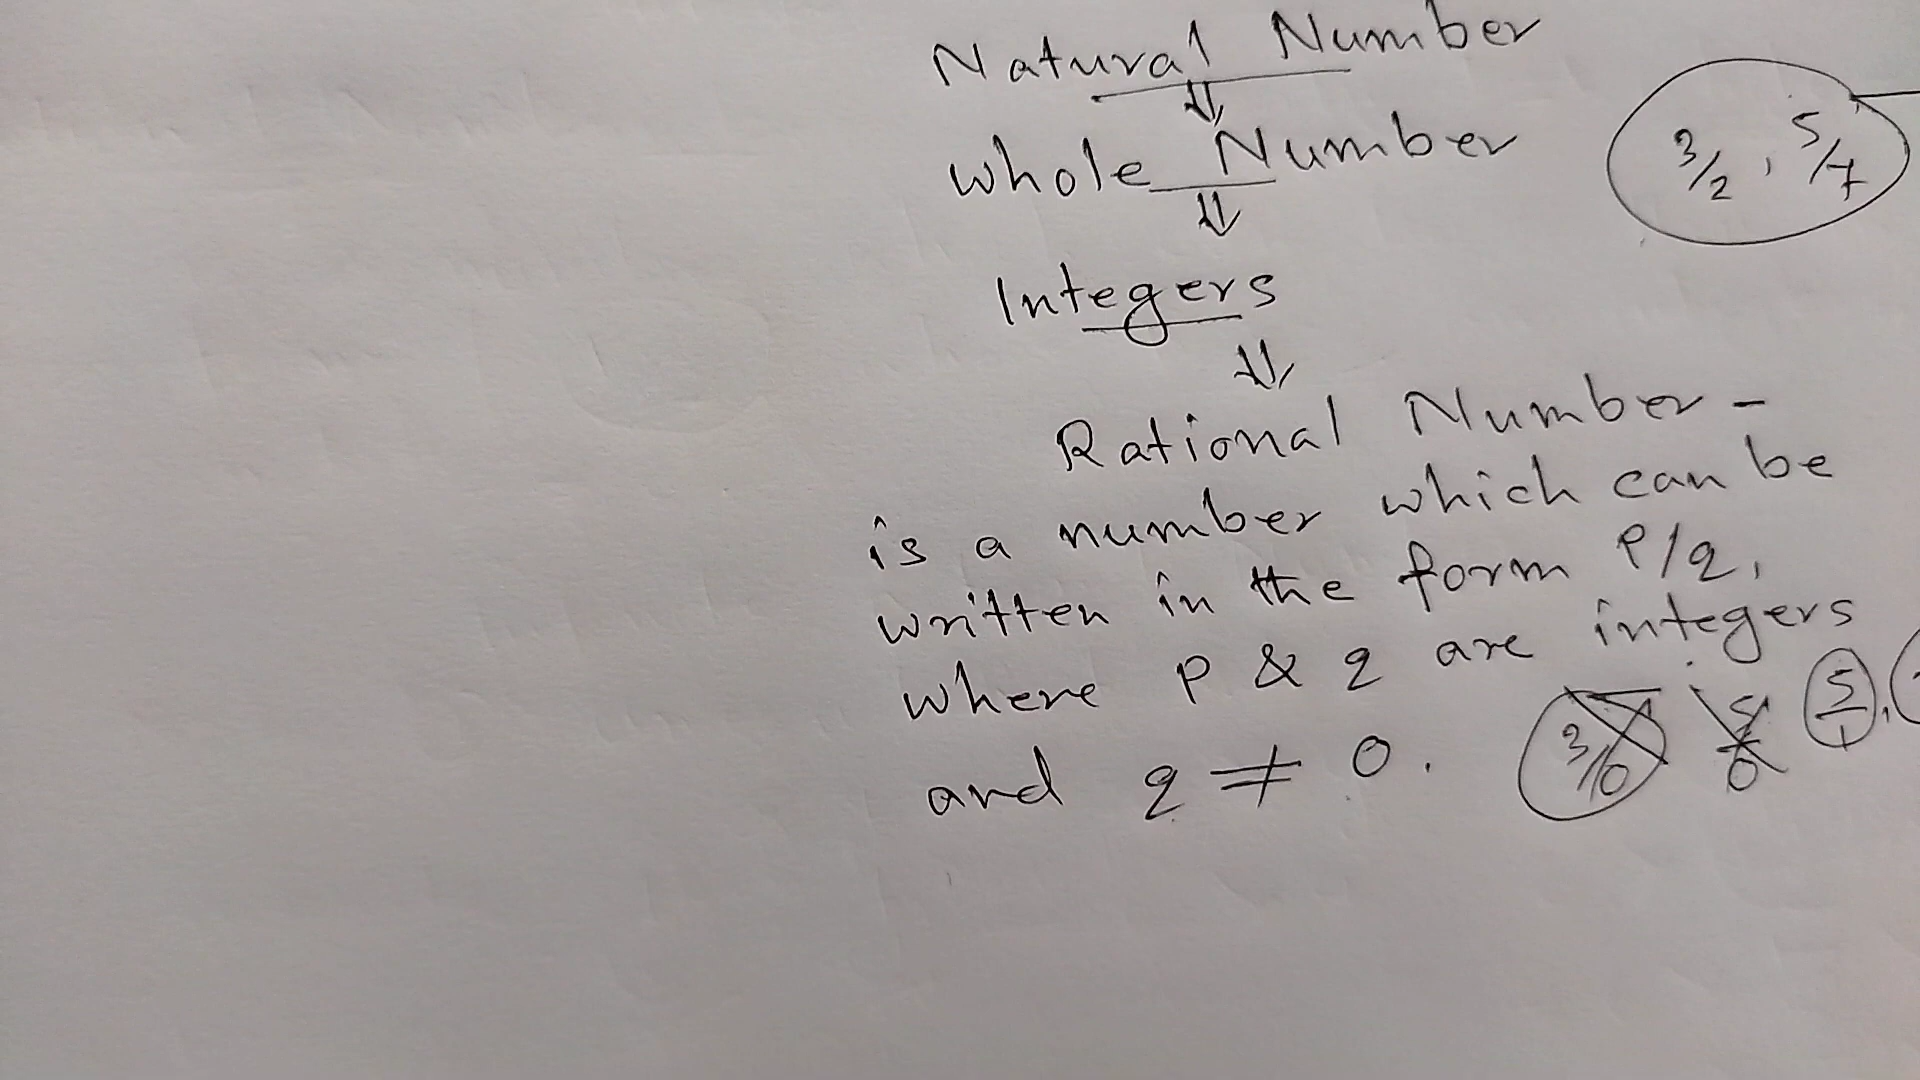 Natural Number
⇓
Whole Number
3/2, 5/7
⇓
Integers
⇓
Rational Number -
is a number which can be
written in the form P/q,
where p & q are integers
and q ≠ 0. 3/0 5/0 5/1,